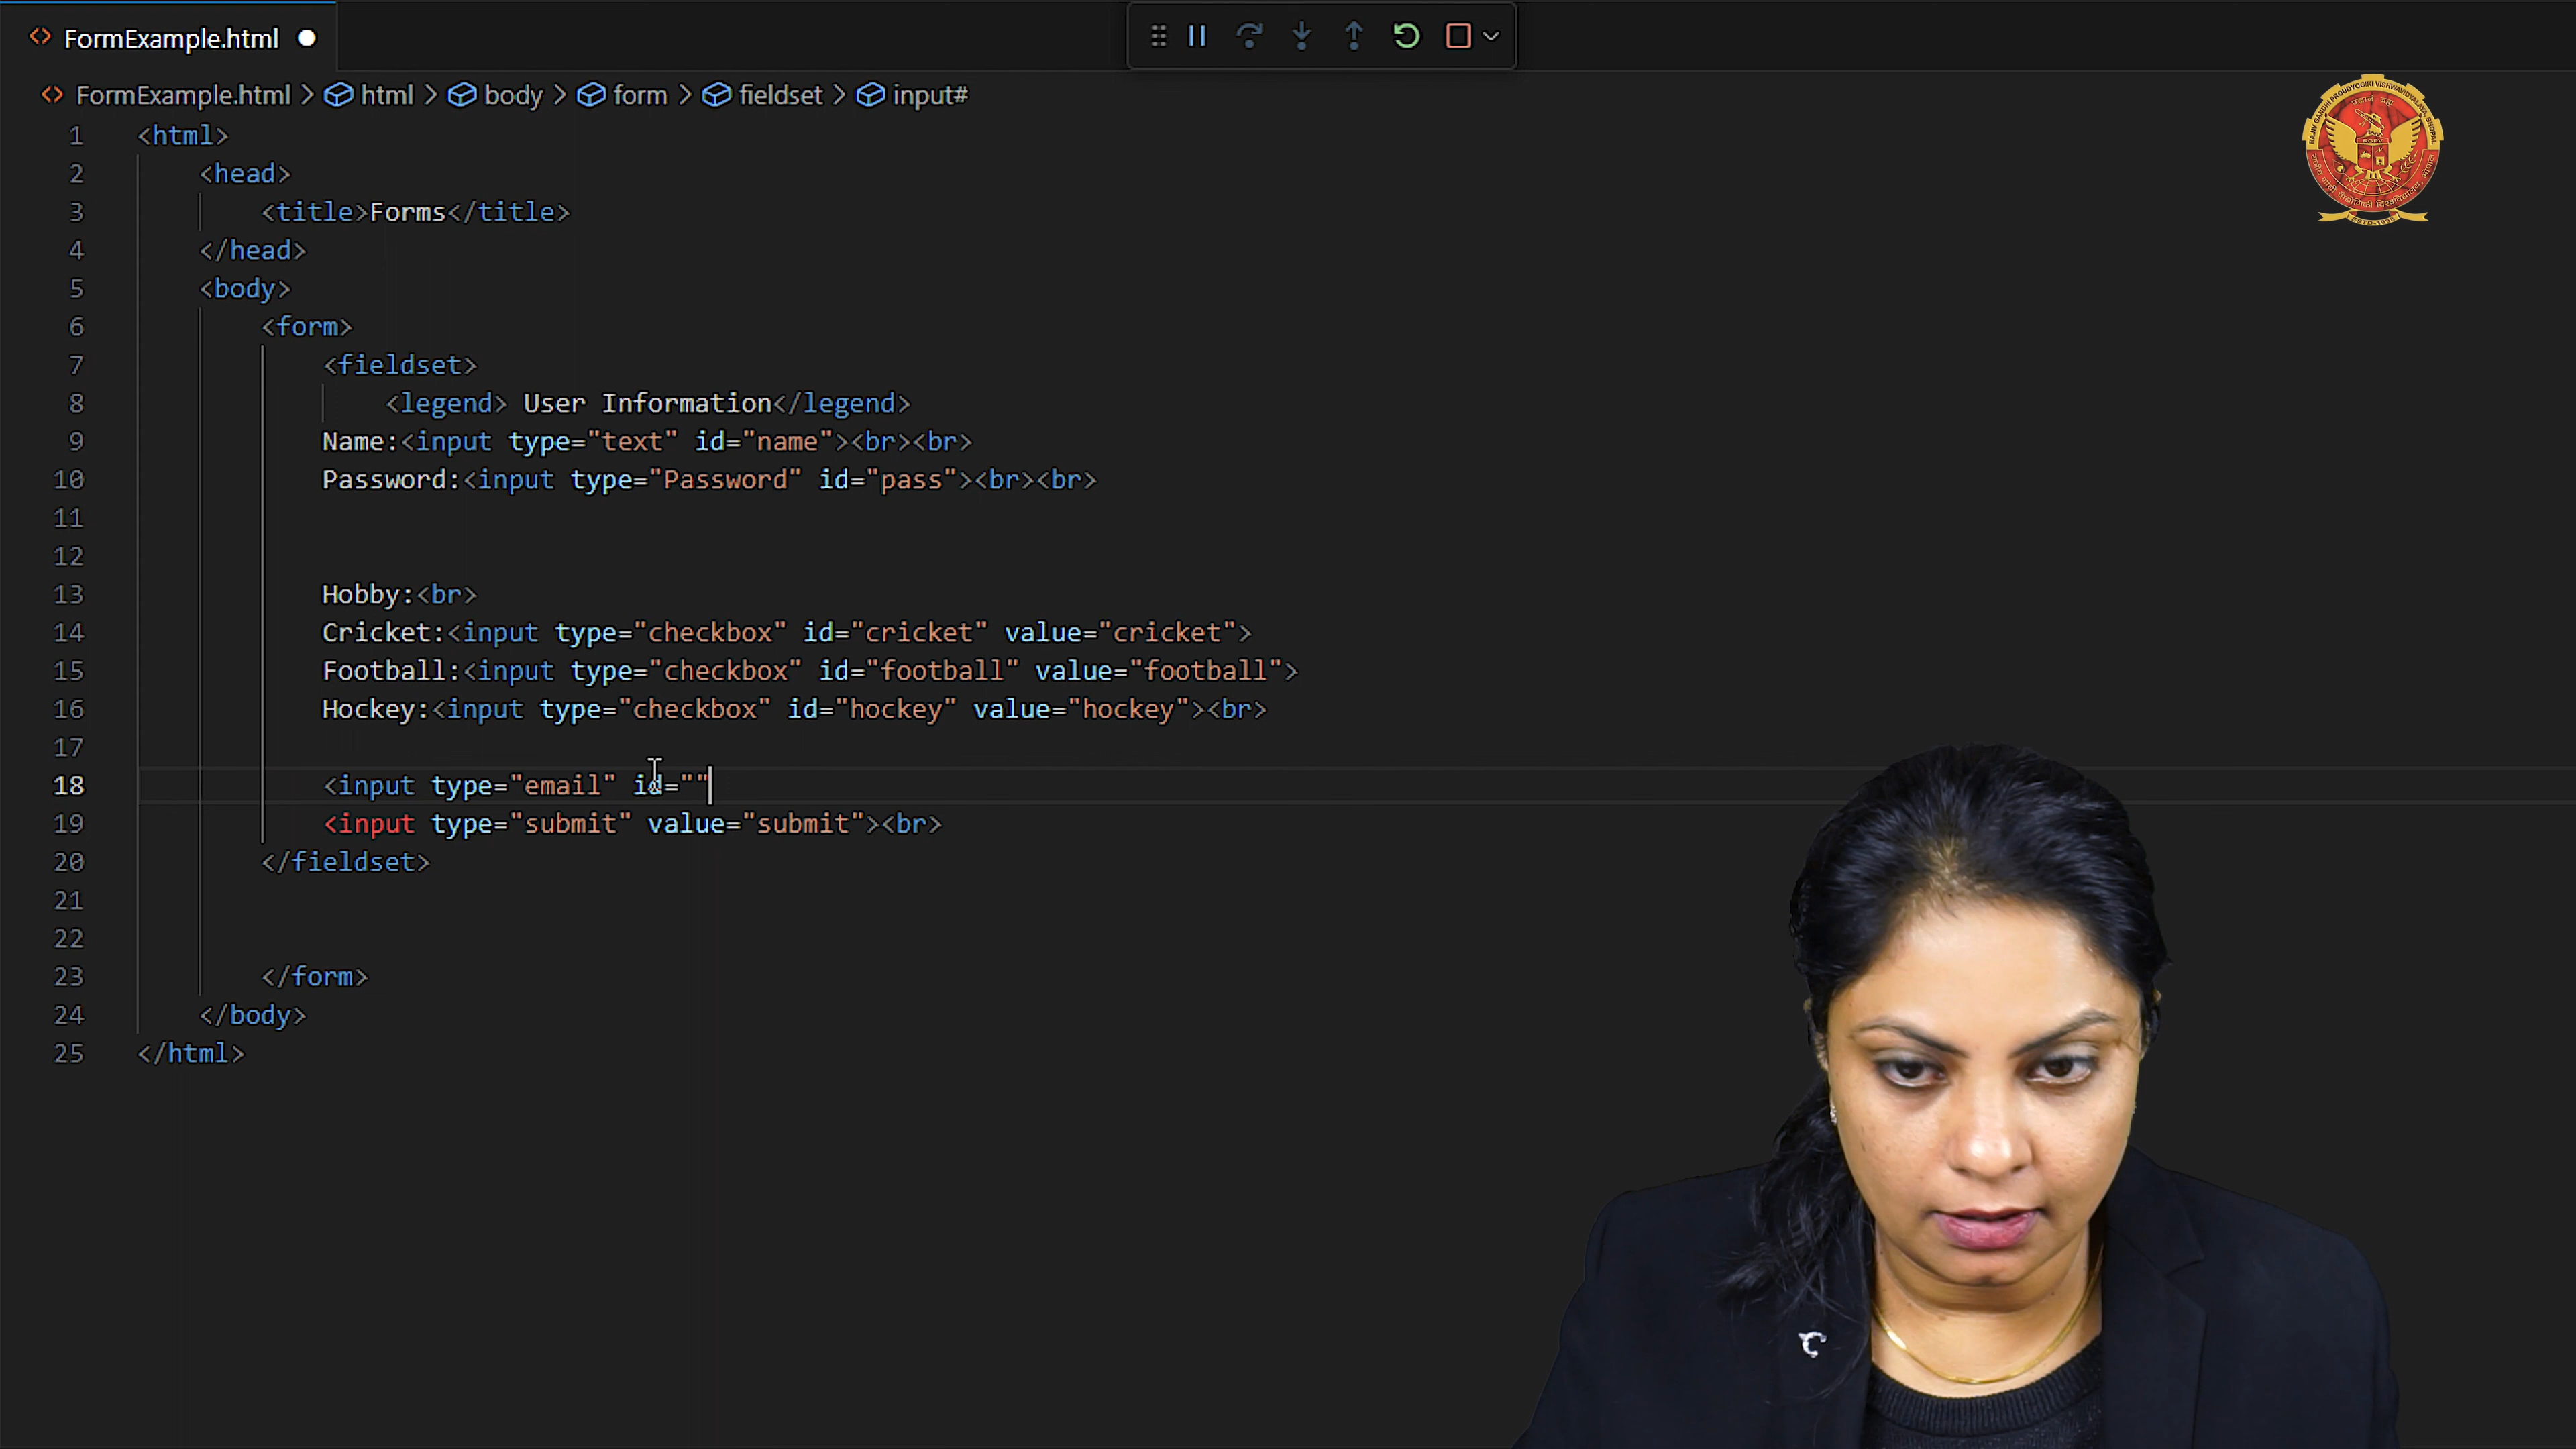 FormExample.html
FormExample.html > html > body > form > fieldset > input#
1 <html>
2 <head>
3 <title>Forms</title>
4 </head>
5 <body>
6 <form>
7 <fieldset>
8 <legend> User Information</legend>
9 Name:<input type="text" id="name"><br><br>
10 Password:<input type="Password" id="pass"><br><br>
11
12
13 Hobby:<br>
14 Cricket:<input type="checkbox" id="cricket" value="cricket">
15 Football:<input type="checkbox" id="football" value="football">
16 Hockey:<input type="checkbox" id="hockey" value="hockey"><br>
17
18 <input type="email" id=""
19 <input type="submit" value="submit"><br>
20 </fieldset>
21
22
23 </form>
24 </body>
25 </html>
RAJIV GANDHI PROUDYOGIKI VISHWAVIDYALAYA, BHOPAL